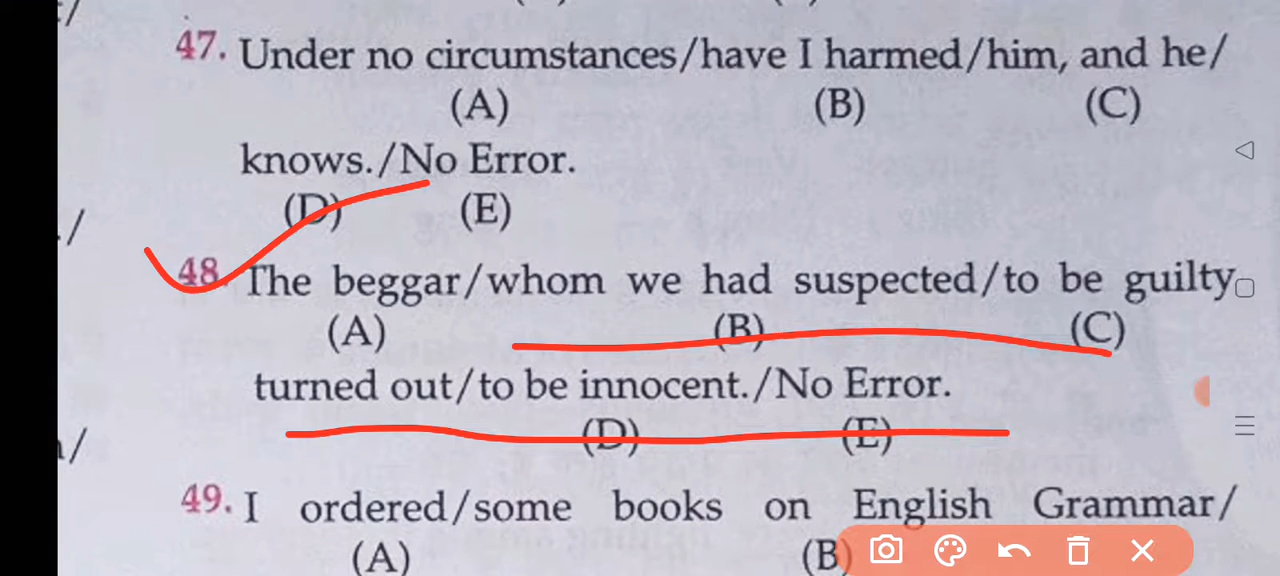 47. Under no circumstances/have I harmed/him, and he/
(A) (B) (C)
knows./No Error.
(D) (E)
48. The beggar/whom we had suspected/to be guilty
(A) (B) (C)
turned out/to be innocent./No Error.
(D) (E)
49. I ordered/some books on English Grammar/
(A) (B)